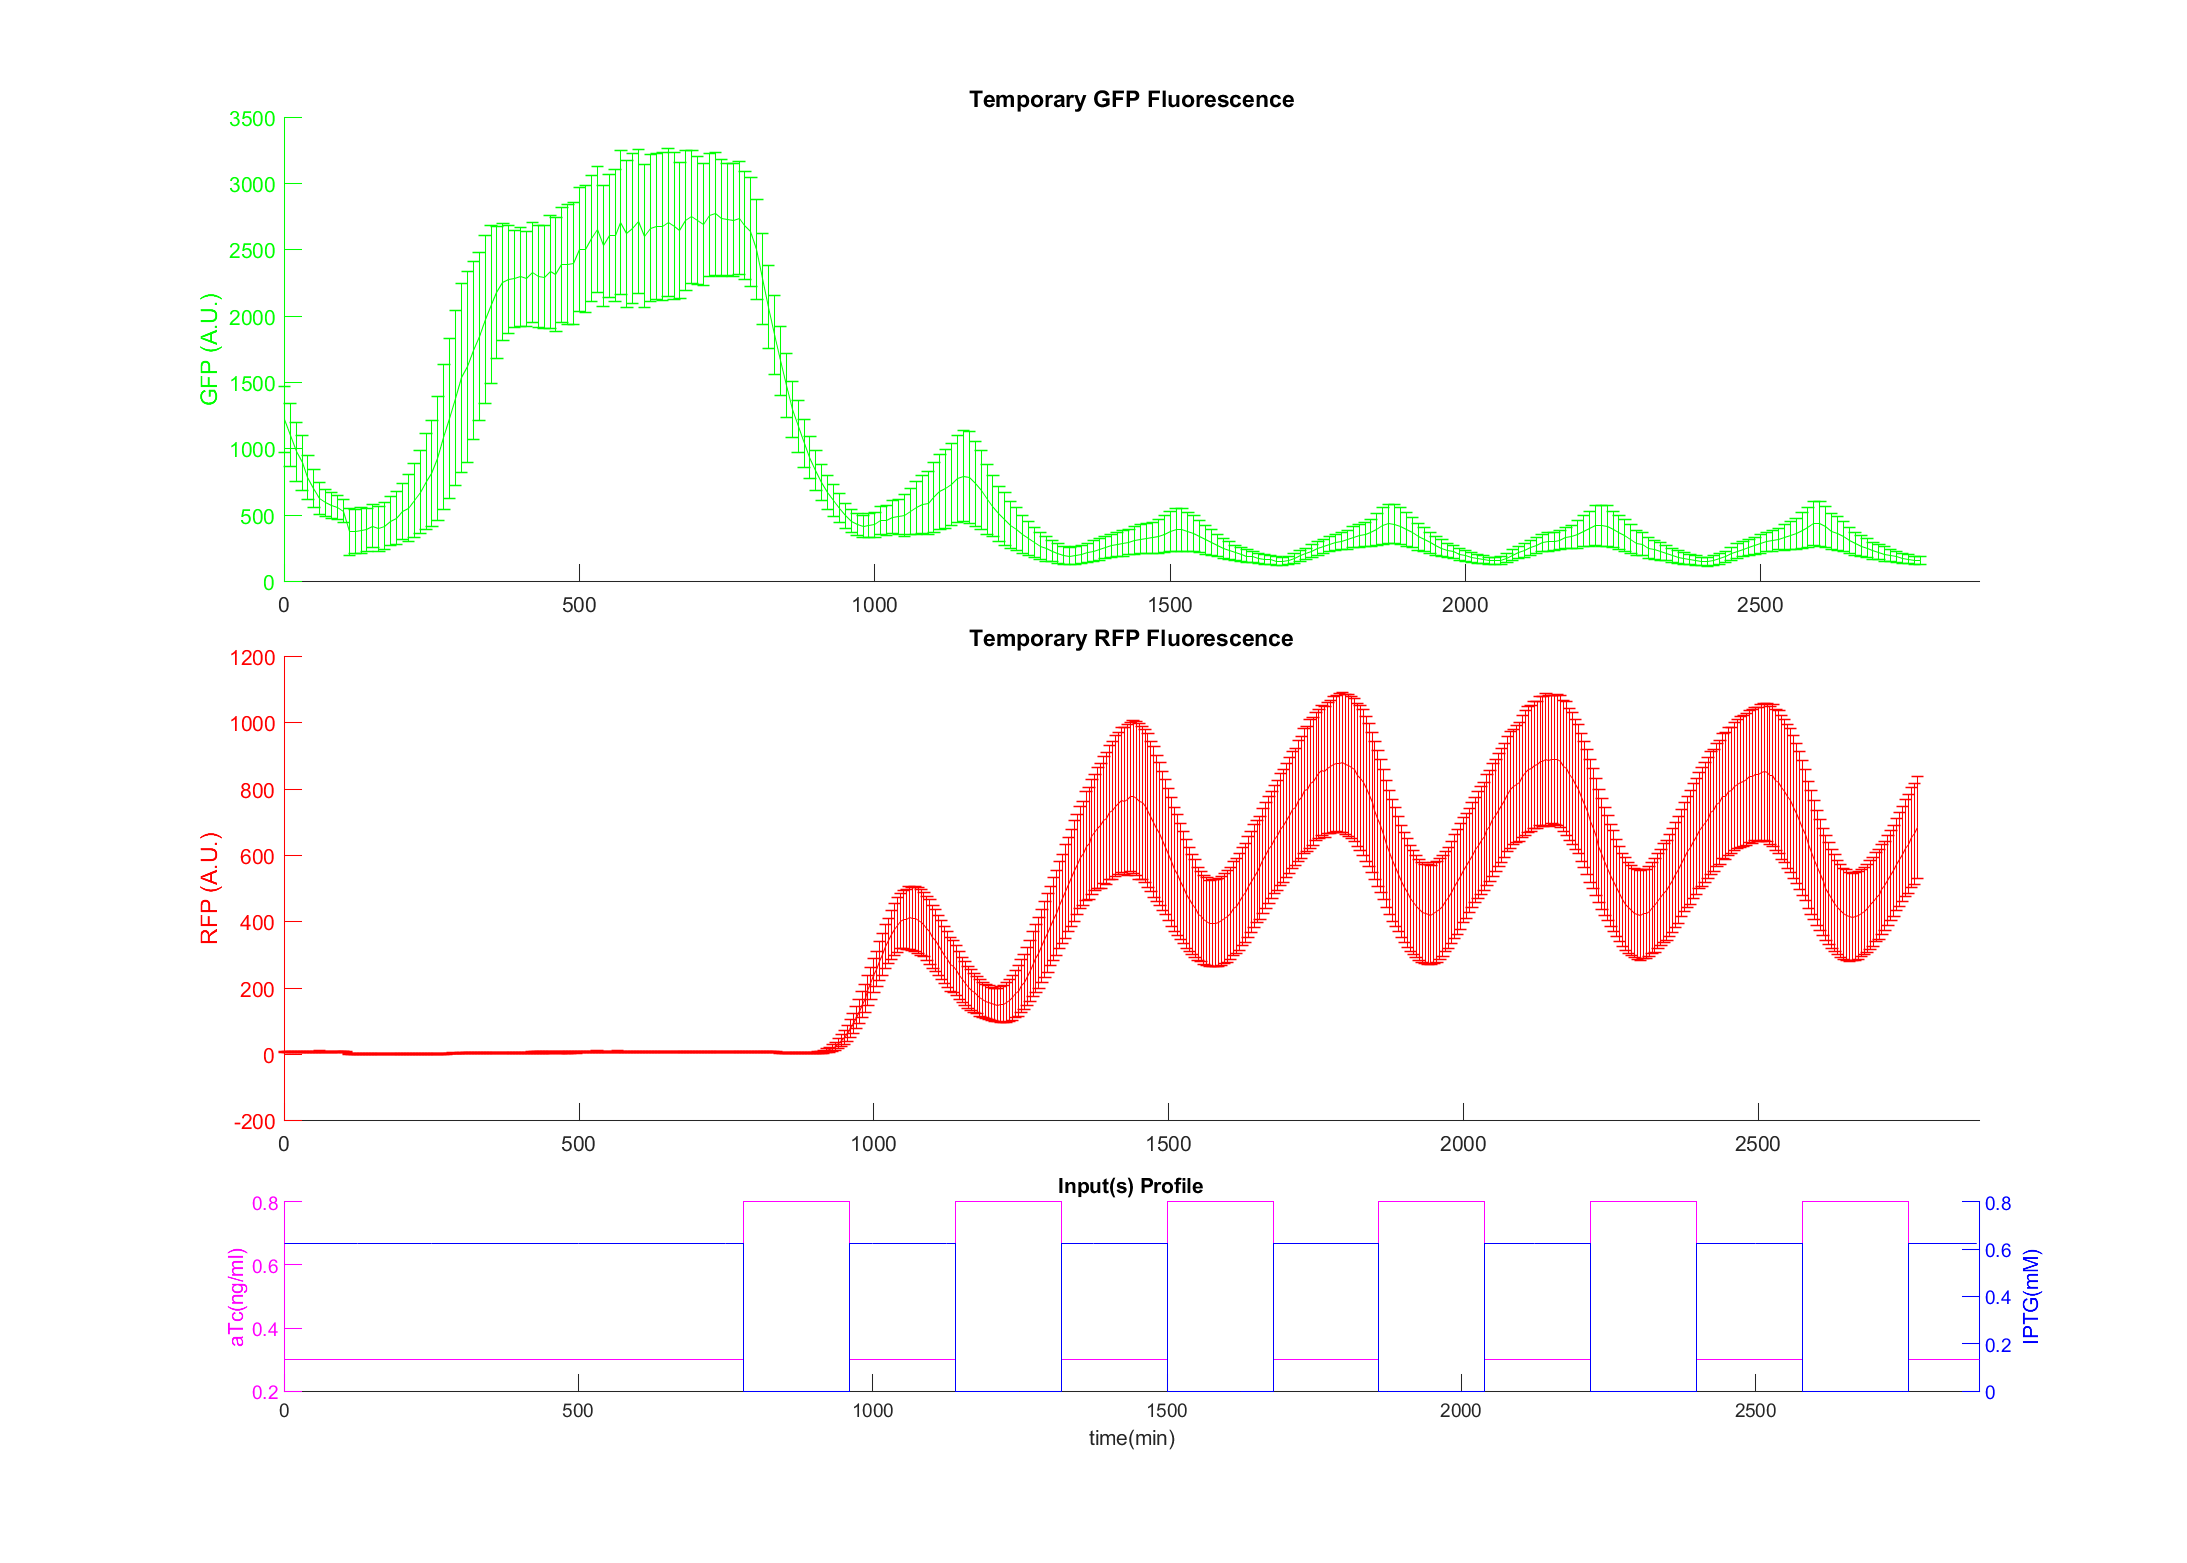 Temporary GFP Fluorescence
3500
3000
2500
2000
1500
1000
500
0
GFP (A.U.)
0 500 1000 1500 2000 2500
Temporary RFP Fluorescence
1200
1000
800
600
400
200
0
-200
RFP (A.U.)
0 500 1000 1500 2000 2500
Input(s) Profile
0.8
0.6
0.4
0.2
aTc(ng/ml)
0.8
0.6
0.4
0.2
0
IPTG(mM)
0 500 1000 1500 2000 2500
time(min)